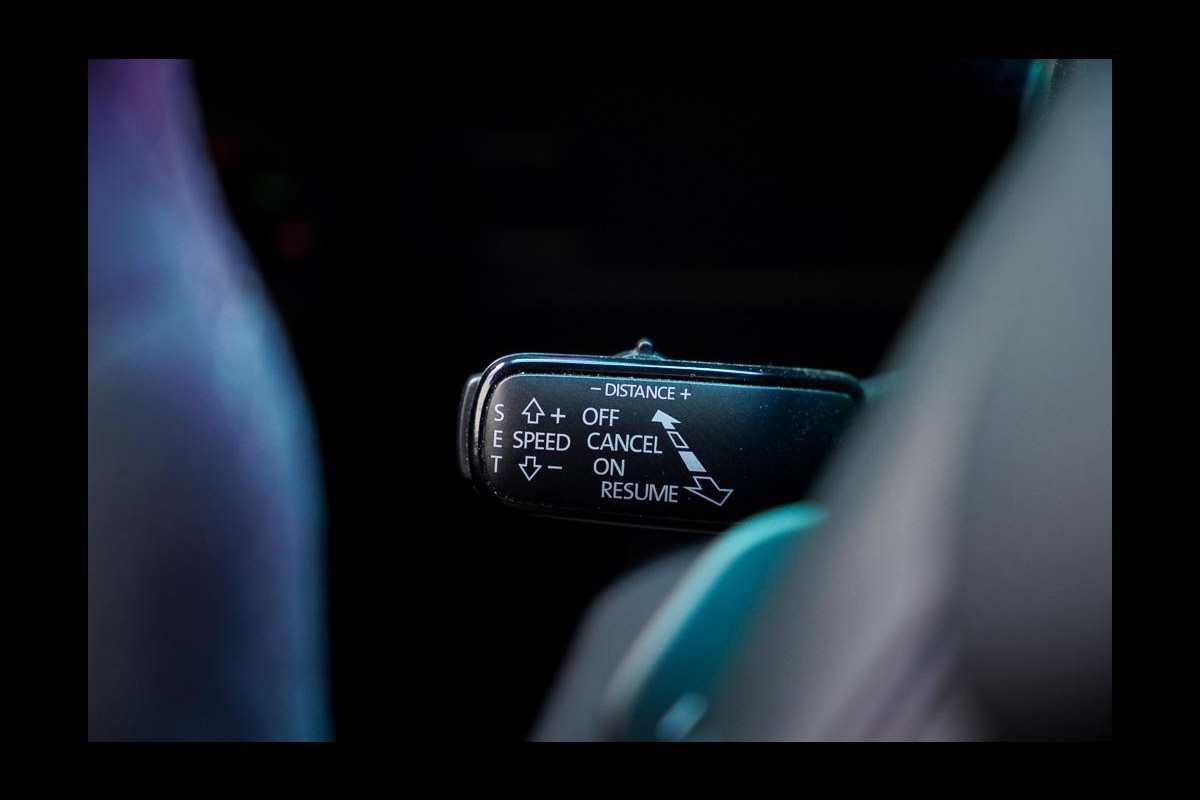 − DISTANCE +
S + OFF
E SPEED CANCEL
T − ON
RESUME